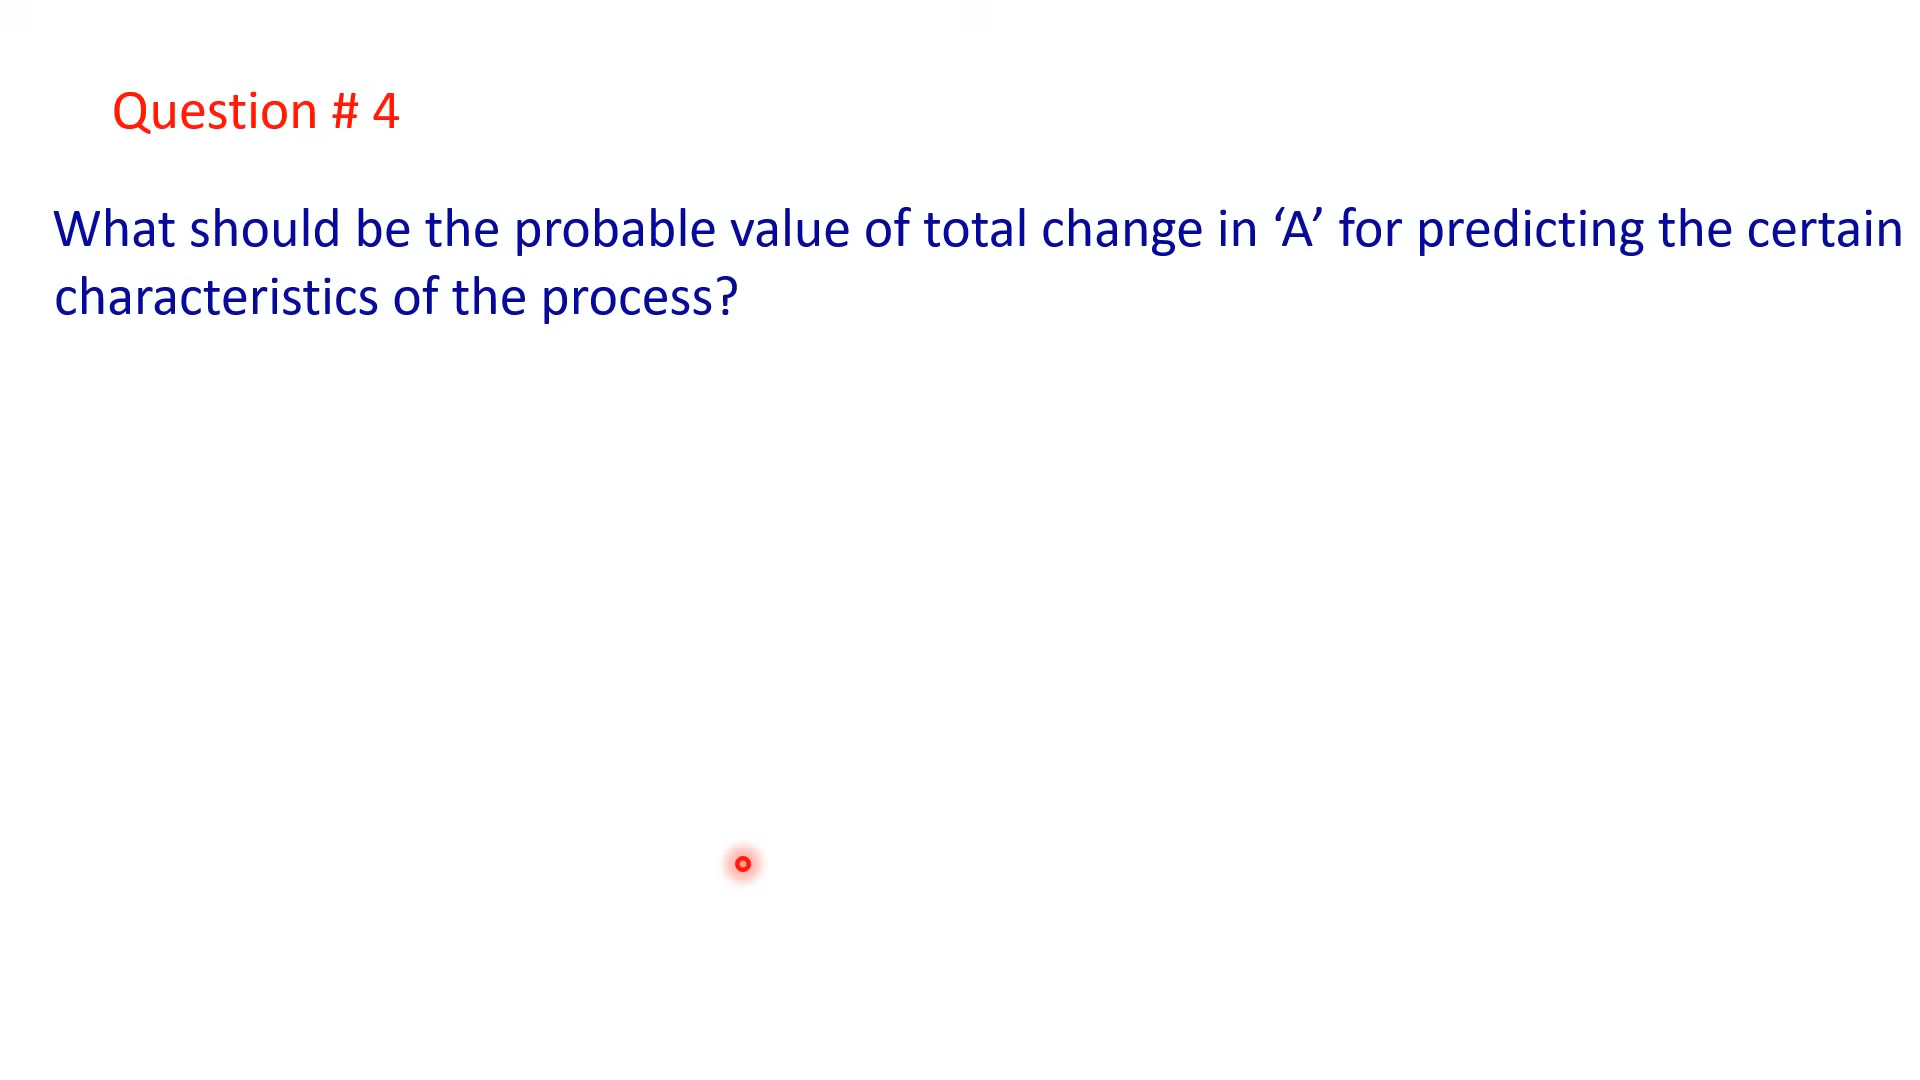 Question # 4
What should be the probable value of total change in ‘A’ for predicting the certain
characteristics of the process?